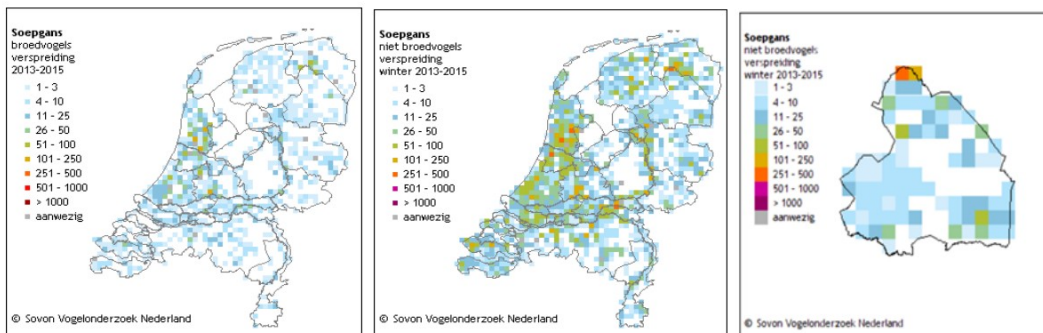 Soepgans
broedvogels
verspreiding
2013-2015
1 - 3
4 - 10
11 - 25
26 - 50
51 - 100
101 - 250
251 - 500
501 - 1000
> 1000
aanwezig
© Sovon Vogelonderzoek Nederland
Soepgans
niet broedvogels
verspreiding
winter 2013-2015
1 - 3
4 - 10
11 - 25
26 - 50
51 - 100
101 - 250
251 - 500
501 - 1000
> 1000
aanwezig
© Sovon Vogelonderzoek Nederland
Soepgans
niet broedvogels
verspreiding
winter 2013-2015
1 - 3
4 - 10
11 - 25
26 - 50
51 - 100
101 - 250
251 - 500
501 - 1000
> 1000
aanwezig
© Sovon Vogelonderzoek Nederland